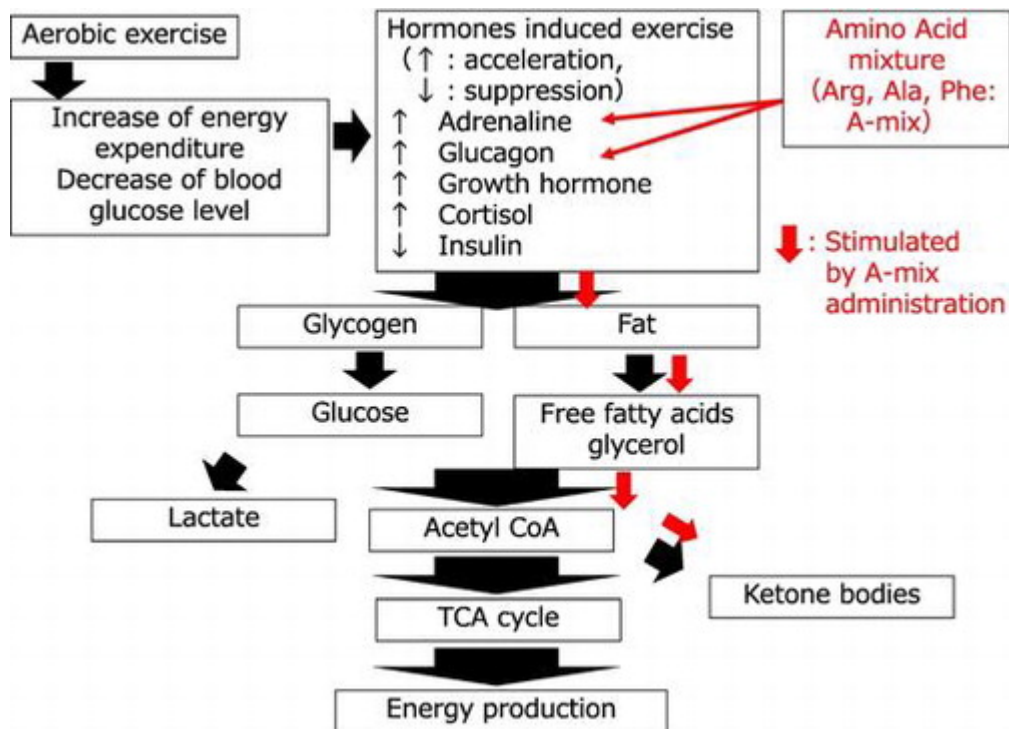 Aerobic exercise
Increase of energy
expenditure
Decrease of blood
glucose level
Hormones induced exercise
(↑ : acceleration,
↓ : suppression)
↑ Adrenaline
↑ Glucagon
↑ Growth hormone
↑ Cortisol
↓ Insulin
Amino Acid
mixture
(Arg, Ala, Phe:
A-mix)
: Stimulated
by A-mix
administration
Glycogen
Fat
Glucose
Free fatty acids
glycerol
Lactate
Acetyl CoA
Ketone bodies
TCA cycle
Energy production